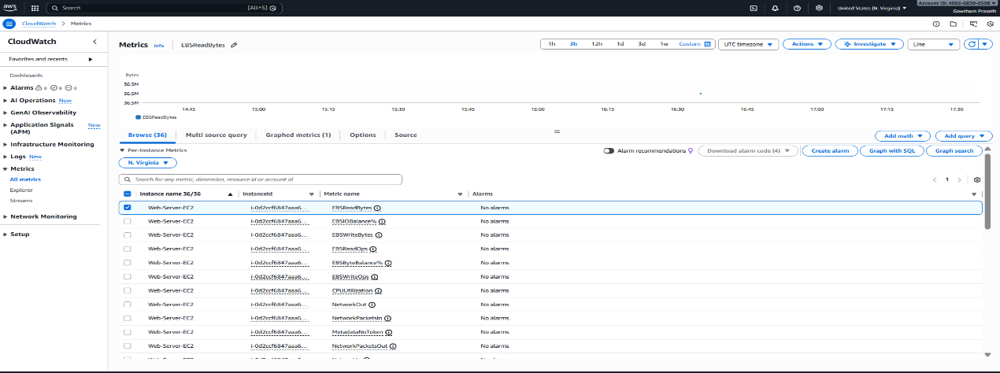 aws Search [Alt+S] United States (N. Virginia) Account ID: 4002-6830-0598
Gowtham Prasath
CloudWatch > Metrics
CloudWatch
Favorites and recents
Dashboards
Alarms 0 0 0
AI Operations New
GenAI Observability
Application Signals New
(APM)
Infrastructure Monitoring
Logs New
Metrics
All metrics
Explorer
Streams
Network Monitoring
Setup
Metrics Info EBSReadBytes
1h 3h 12h 1d 3d 1w Custom UTC timezone Actions Investigate Line
Bytes
36.5M
36.5M
36.5M
14:45 15:00 15:15 15:30 15:45 16:00 16:15 16:30 16:45 17:00 17:15 17:30
EBSReadBytes
Browse (36) Multi source query Graphed metrics (1) Options Source Add math Add query
Per-Instance Metrics Alarm recommendations Download alarm code (4) Create alarm Graph with SQL Graph search
N. Virginia
Search for any metric, dimension, resource id or account id 1
Instance name 36/36 InstanceId Metric name Alarms
Web-Server-EC2 i-0d2ccf6847aaa6... EBSReadBytes No alarms
Web-Server-EC2 i-0d2ccf6847aaa6... EBSIOBalance% No alarms
Web-Server-EC2 i-0d2ccf6847aaa6... EBSWriteBytes No alarms
Web-Server-EC2 i-0d2ccf6847aaa6... EBSReadOps No alarms
Web-Server-EC2 i-0d2ccf6847aaa6... EBSByteBalance% No alarms
Web-Server-EC2 i-0d2ccf6847aaa6... EBSWriteOps No alarms
Web-Server-EC2 i-0d2ccf6847aaa6... CPUUtilization No alarms
Web-Server-EC2 i-0d2ccf6847aaa6... NetworkOut No alarms
Web-Server-EC2 i-0d2ccf6847aaa6... NetworkPacketsIn No alarms
Web-Server-EC2 i-0d2ccf6847aaa6... MetadataNoToken No alarms
Web-Server-EC2 i-0d2ccf6847aaa6... NetworkPacketsOut No alarms